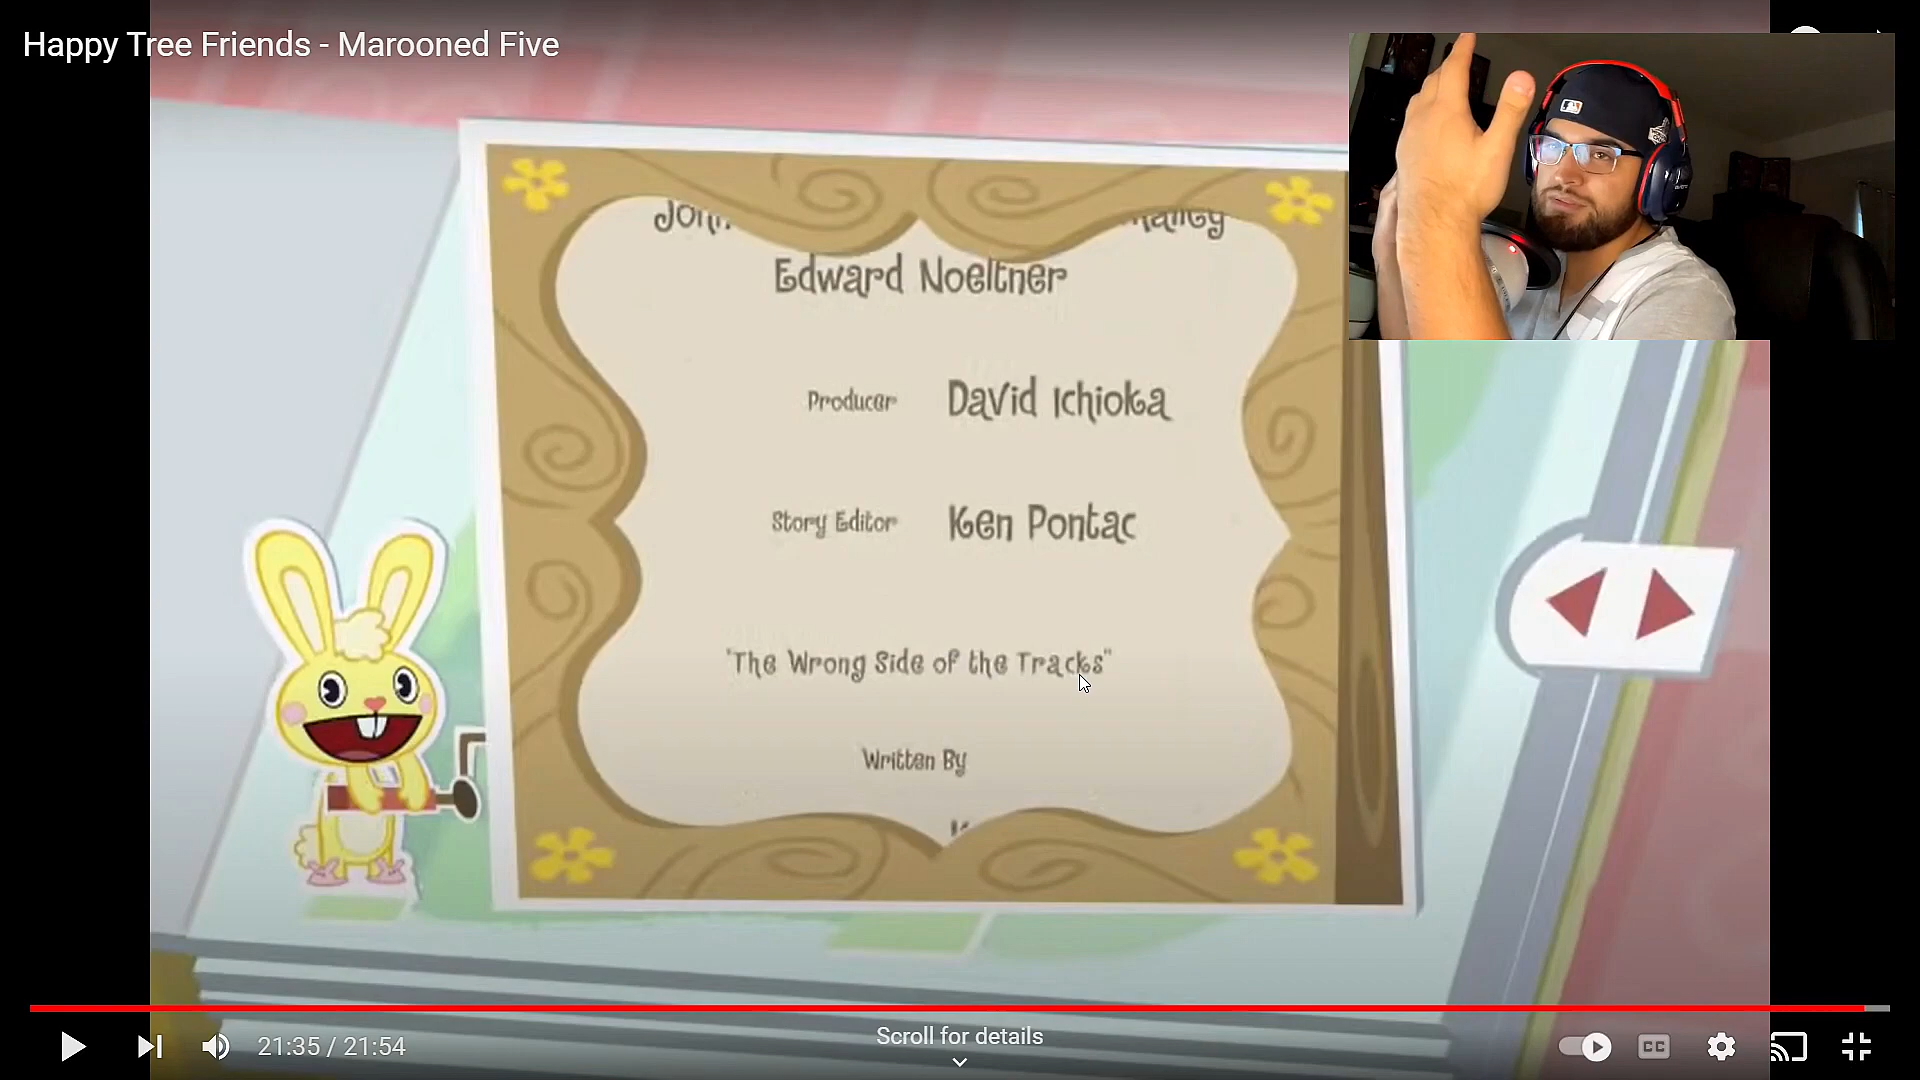 Happy Tree Friends - Marooned Five
Edward Noeltner
Producer David Ichioka
Story Editor Ken Pontac
"The Wrong Side of the Tracks"
Written By
21:35 / 21:54
Scroll for details
CC